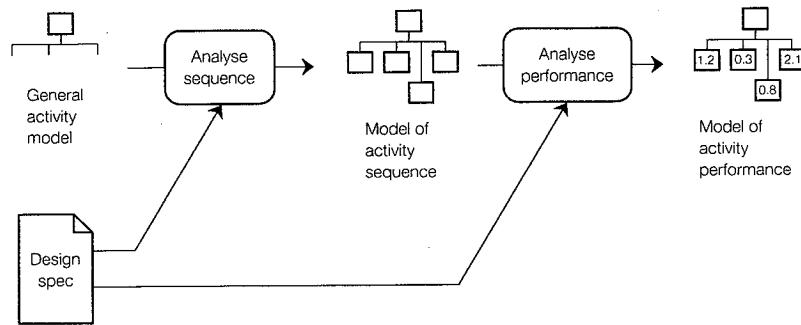 Analyse
sequence
Analyse
performance
1.2
0.3
2.1
0.8
General
activity
model
Model of
activity
sequence
Model of
activity
performance
Design
spec